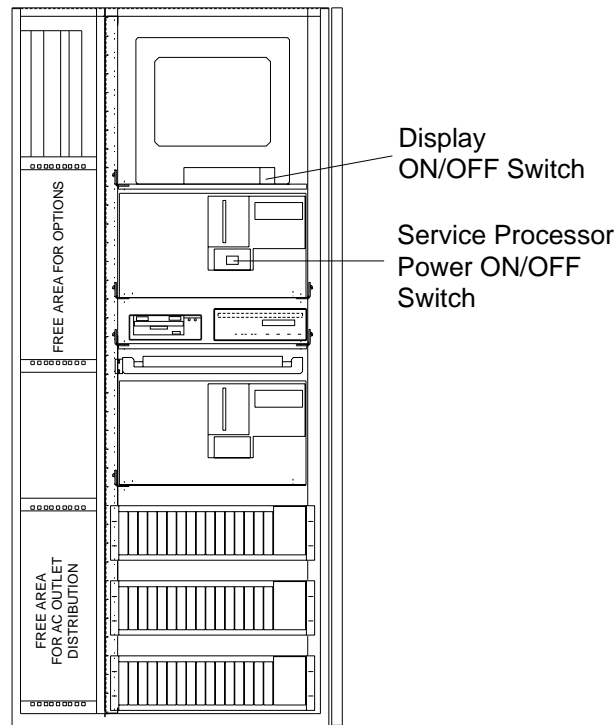 Display
ON/OFF Switch
Service Processor
Power ON/OFF
Switch
FREE AREA FOR OPTIONS
FREE AREA
FOR AC OUTLET
DISTRIBUTION